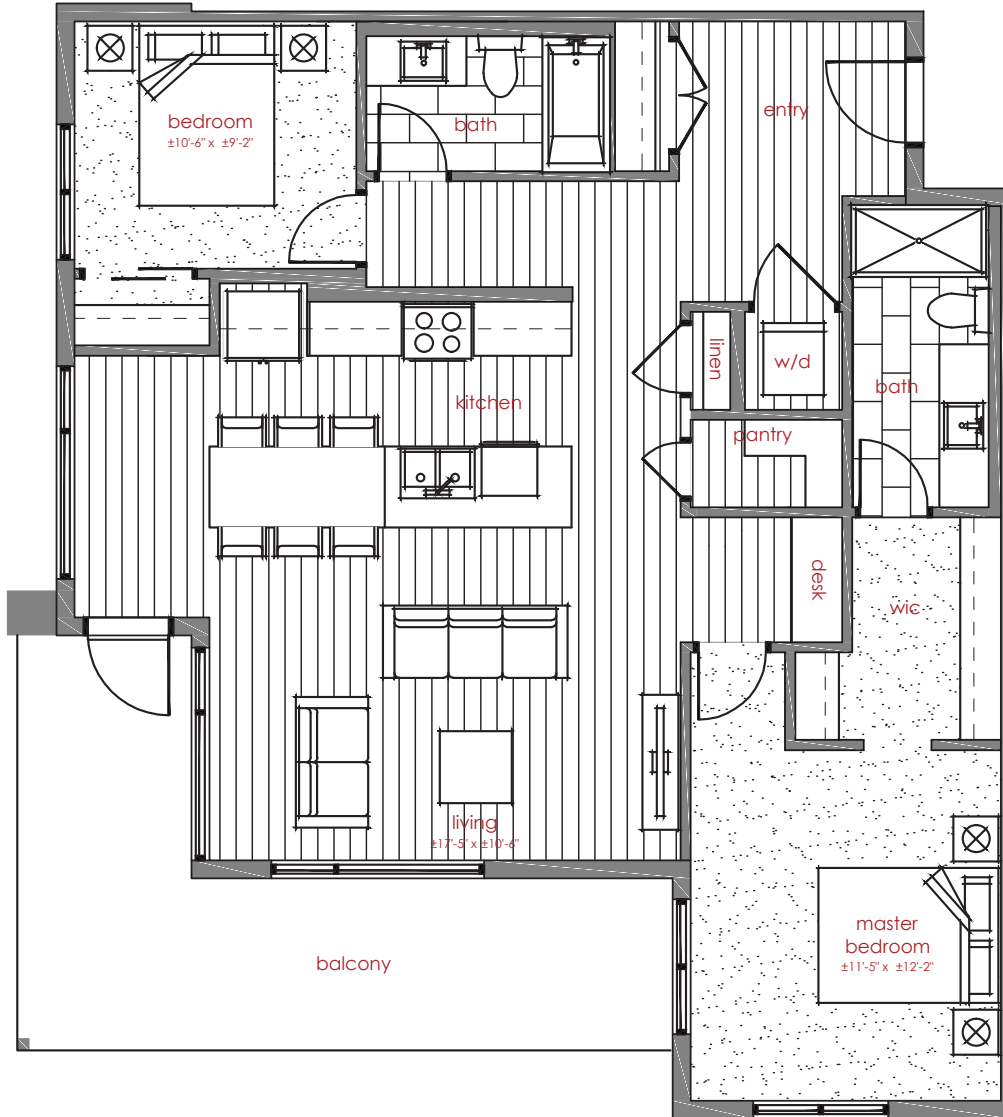 entry
bedroom
±10'-6" x ±9'-2"
bath
linen
w/d
bath
kitchen
pantry
desk
wic
living
±17'-5" x ±10'-6"
master
bedroom
±11'-5" x ±12'-2"
balcony